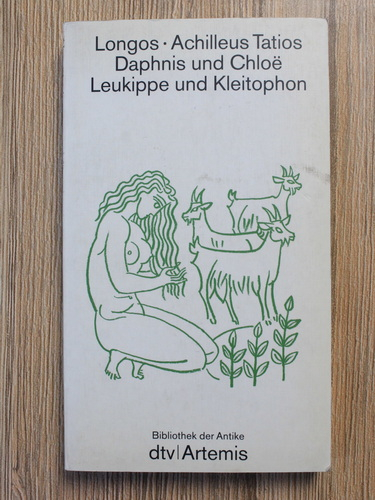 Longos · Achilleus Tatios
Daphnis und Chloë
Leukippe und Kleitophon
Bibliothek der Antike
dtv|Artemis